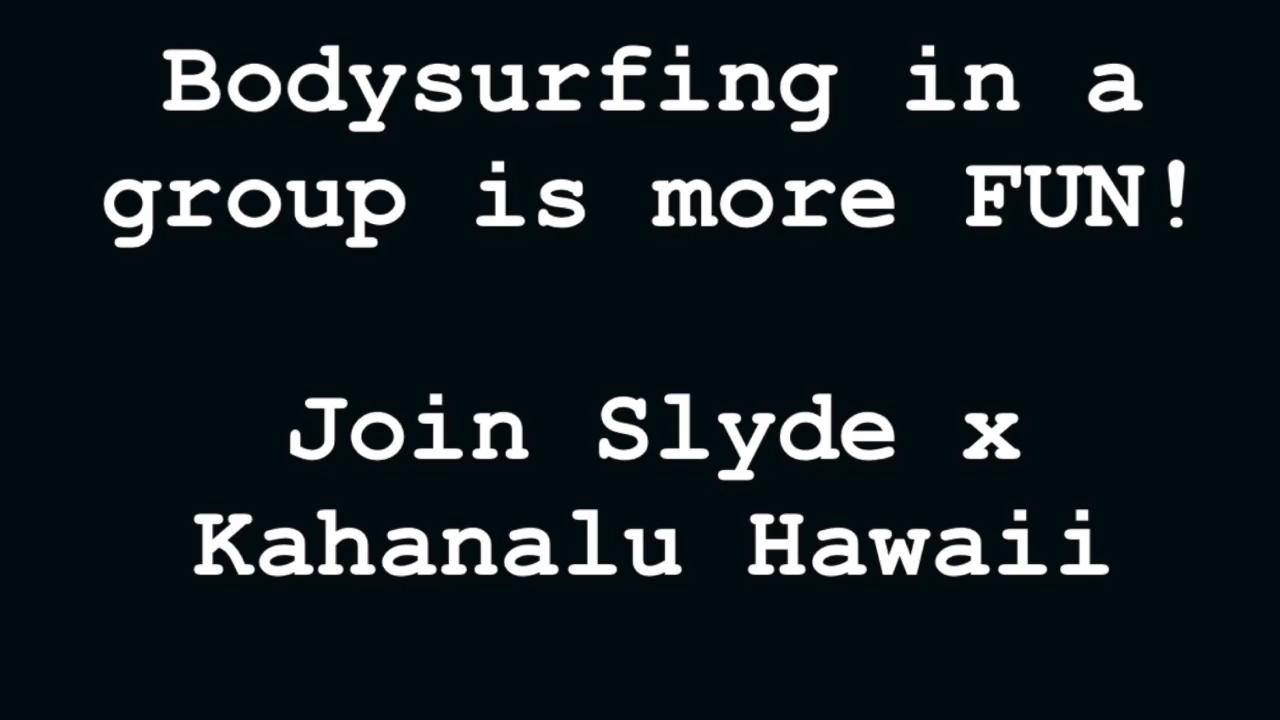 Bodysurfing in a
group is more FUN!
Join Slyde x
Kahanalu Hawaii